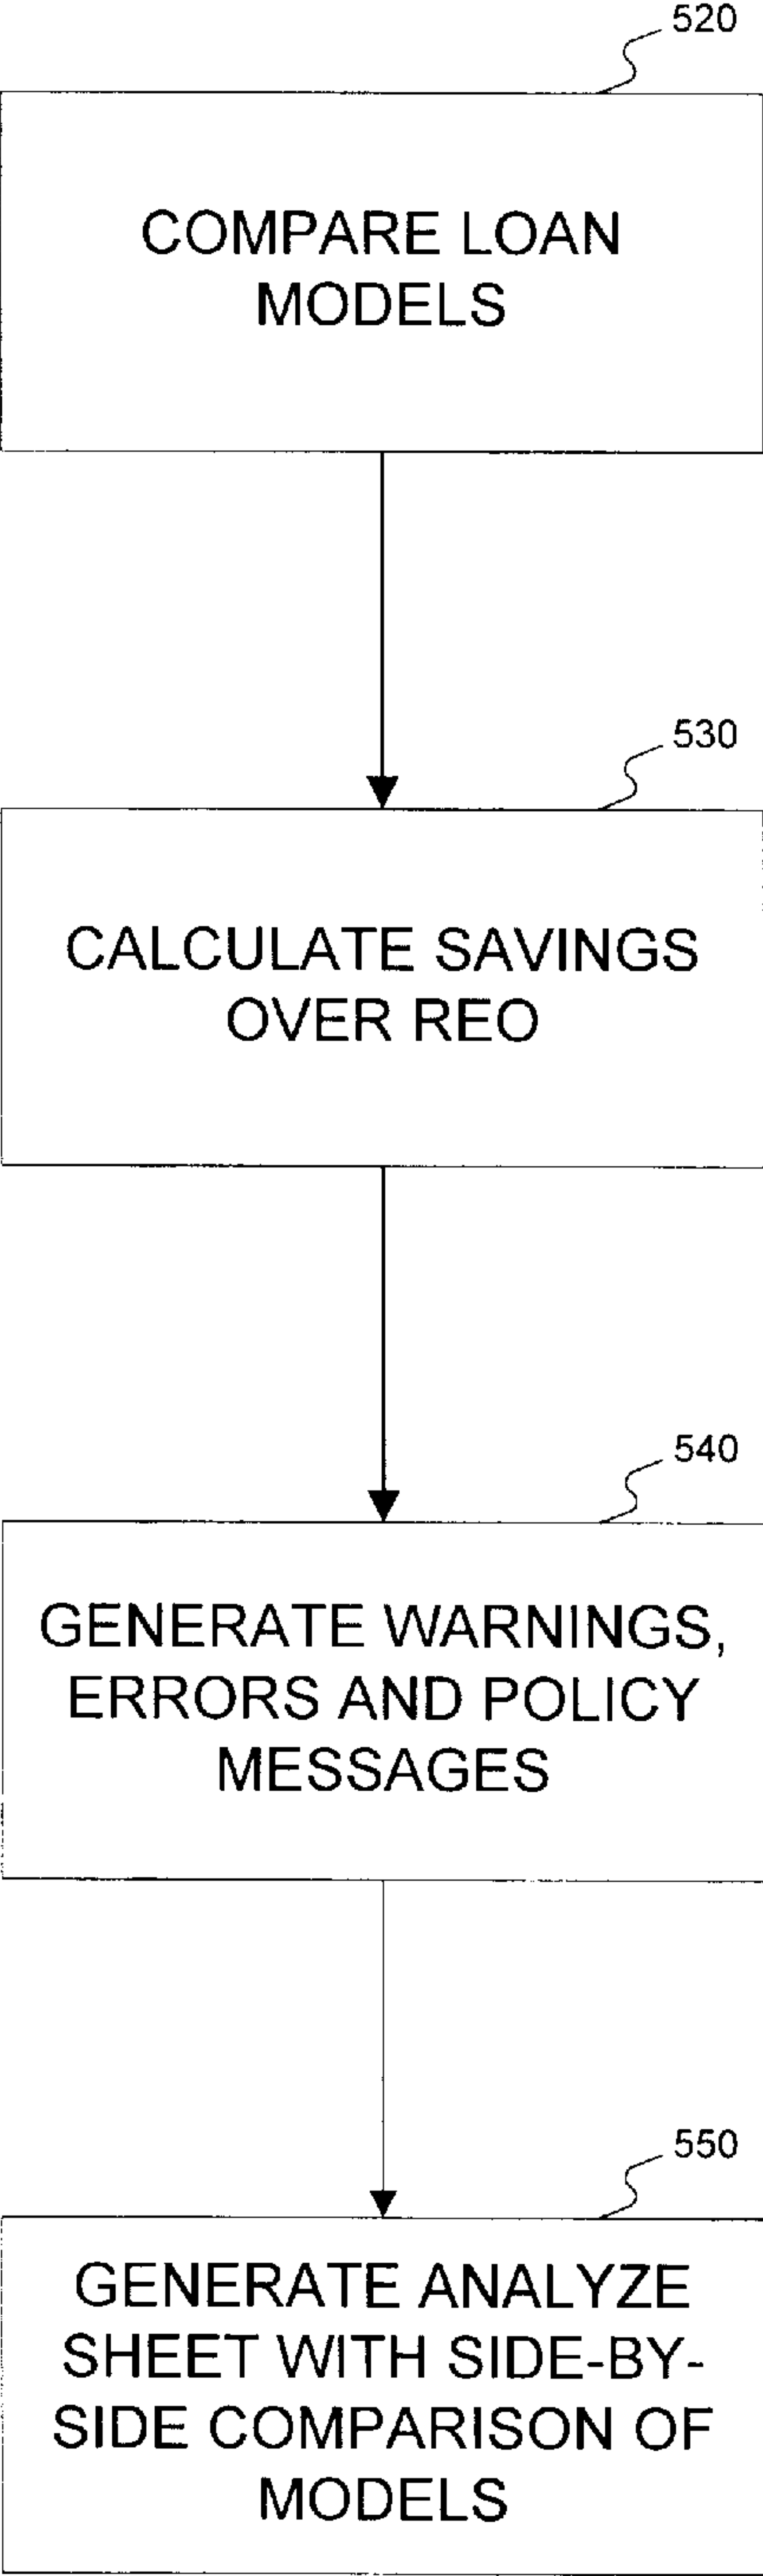 520
COMPARE LOAN
MODELS
530
CALCULATE SAVINGS
OVER REO
540
GENERATE WARNINGS,
ERRORS AND POLICY
MESSAGES
550
GENERATE ANALYZE
SHEET WITH SIDE-BY-
SIDE COMPARISON OF
MODELS